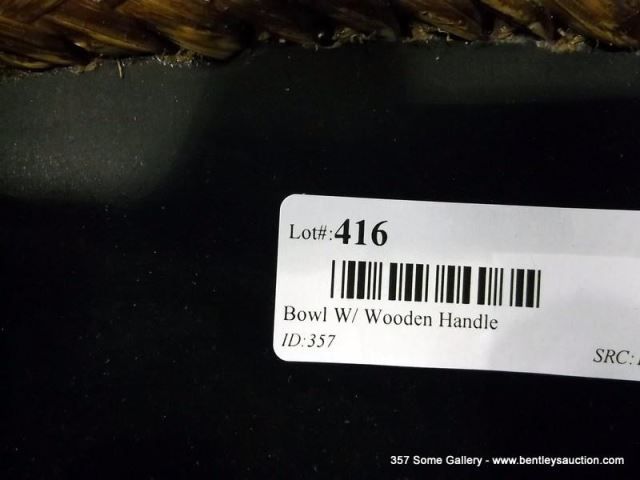 Lot#:416
Bowl W/ Wooden Handle
ID:357
SRC:
357 Some Gallery - www.bentleysauction.com